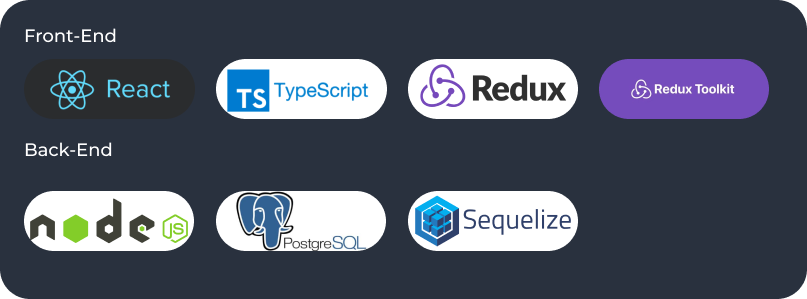 Front-End
React
TS TypeScript
Redux
Redux Toolkit
Back-End
node JS
PostgreSQL
Sequelize